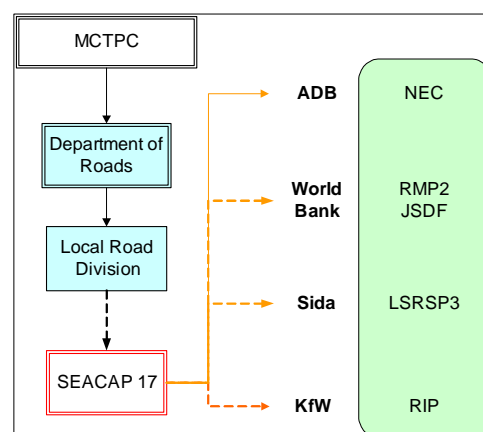 MCTPC
Department of
Roads
Local Road
Division
SEACAP 17
ADB
NEC
World
Bank
RMP2
JSDF
Sida
LSRSP3
KfW
RIP